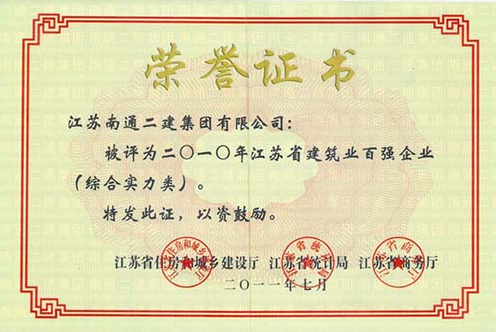 荣誉证书
江苏南通二建集团有限公司：
被评为二〇一〇年江苏省建筑业百强企业
（综合实力类）。
特发此证，以资鼓励。
江苏省住房和城乡建设厅 江苏省统计局 江苏省商务厅
二〇一一年七月